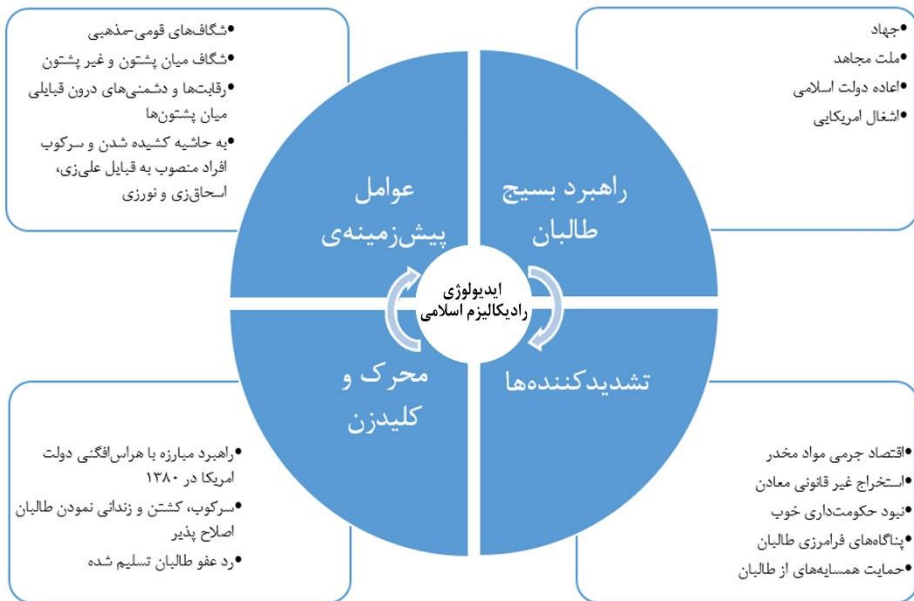 •جهاد
•ملت مجاهد
•اعاده دولت اسلامی
•اشغال امریکایی
•شگاف‌های قومی-مذهبی
•شگاف میان پشتون و غیر پشتون
•رقابت‌ها و دشمنی‌های درون قبایلی
میان پشتون‌ها
•به حاشیه کشیده شدن و سرکوب
افراد منصوب به قبایل علی‌زی،
اسحاق‌زی و نورزی
راهبرد بسیج
طالبان
عوامل
پیش‌زمینه‌ی
ایدیولوژی
رادیکالیزم اسلامی
تشدیدکننده‌ها
محرک و
کلیدزن
•اقتصاد جرمی مواد مخدر
•استخراج غیر قانونی معادن
•نبود حکومت‌داری خوب
•پناگاه‌های فرامرزی طالبان
•حمایت همسایه‌های از طالبان
•راهبرد مبارزه با هراس‌افگنی دولت
امریکا در ۱۳۸۰
•سرکوب، کشتن و زندانی نمودن طالبان
اصلاح پذیر
•رد عفو طالبان تسلیم شده